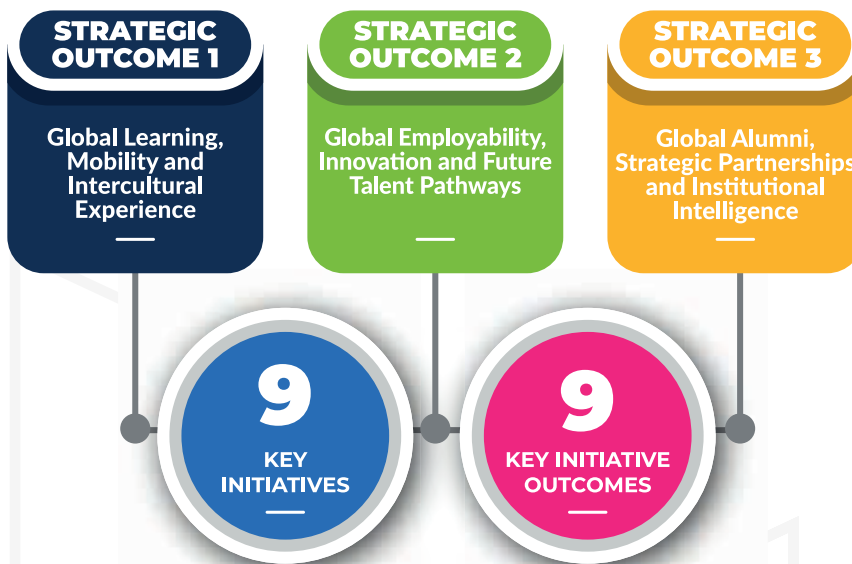 STRATEGIC
OUTCOME 1
Global Learning,
Mobility and
Intercultural
Experience
STRATEGIC
OUTCOME 2
Global Employability,
Innovation and Future
Talent Pathways
STRATEGIC
OUTCOME 3
Global Alumni,
Strategic Partnerships
and Institutional
Intelligence
9
KEY
INITIATIVES
9
KEY INITIATIVE
OUTCOMES